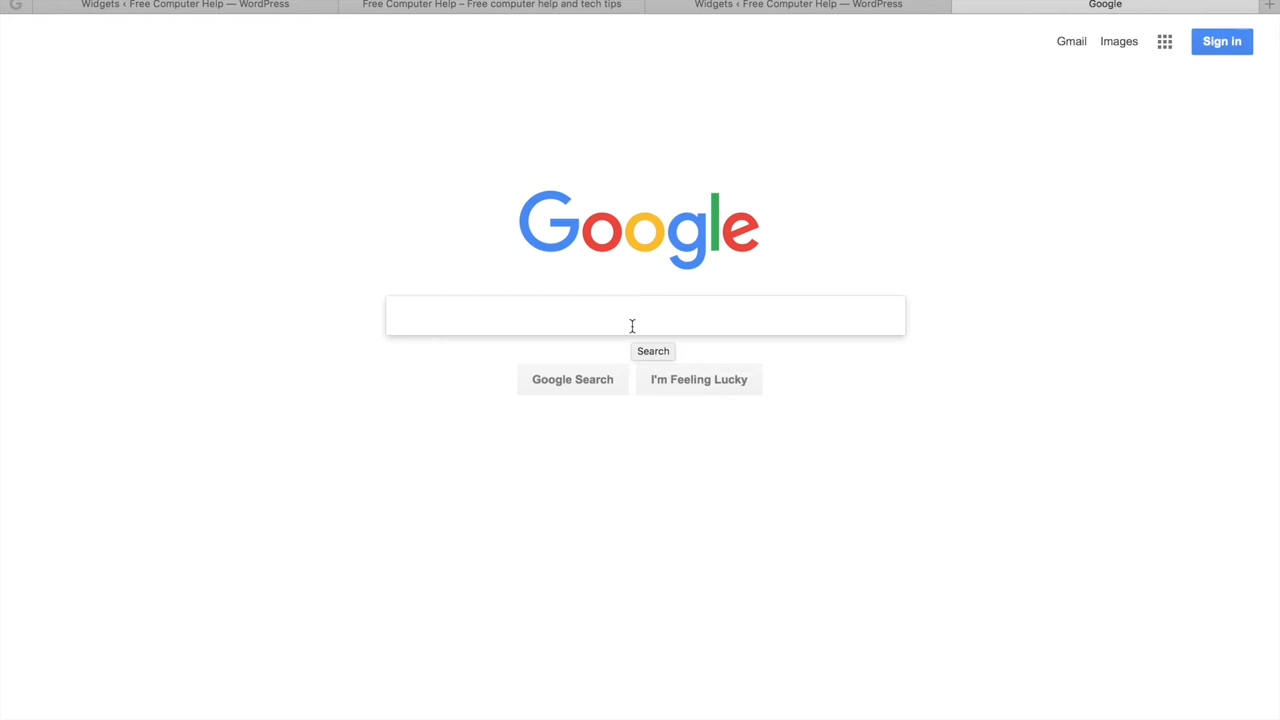 Widgets ‹ Free Computer Help — WordPress
Free Computer Help – Free computer help and tech tips
Widgets ‹ Free Computer Help — WordPress
Google
Gmail
Images
Sign in
Google
Search
Google Search
I'm Feeling Lucky